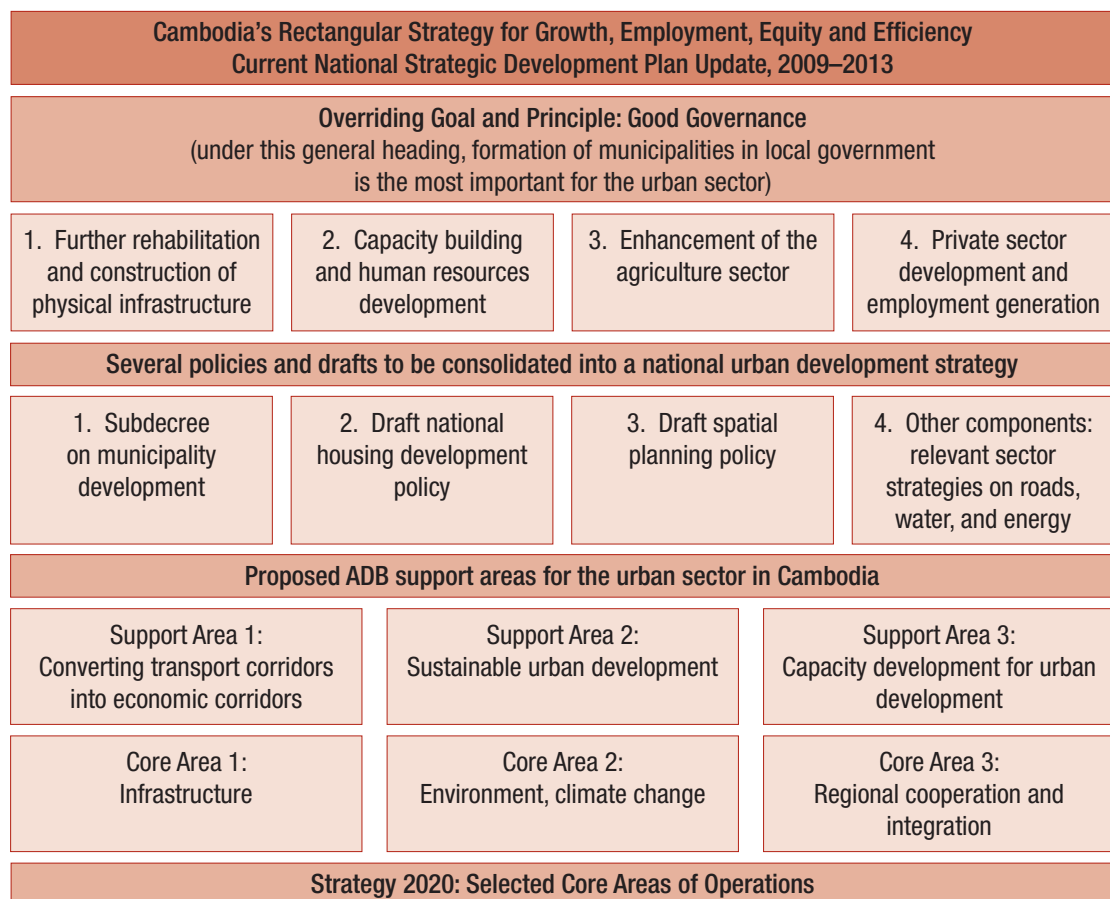 Cambodia's Rectangular Strategy for Growth, Employment, Equity and Efficiency
Current National Strategic Development Plan Update, 2009–2013
Overriding Goal and Principle: Good Governance
(under this general heading, formation of municipalities in local government
is the most important for the urban sector)
1. Further rehabilitation
and construction of
physical infrastructure
2. Capacity building
and human resources
development
3. Enhancement of the
agriculture sector
4. Private sector
development and
employment generation
Several policies and drafts to be consolidated into a national urban development strategy
1. Subdecree
on municipality
development
2. Draft national
housing development
policy
3. Draft spatial
planning policy
4. Other components:
relevant sector
strategies on roads,
water, and energy
Proposed ADB support areas for the urban sector in Cambodia
Support Area 1:
Converting transport corridors
into economic corridors
Support Area 2:
Sustainable urban development
Support Area 3:
Capacity development for urban
development
Core Area 1:
Infrastructure
Core Area 2:
Environment, climate change
Core Area 3:
Regional cooperation and
integration
Strategy 2020: Selected Core Areas of Operations